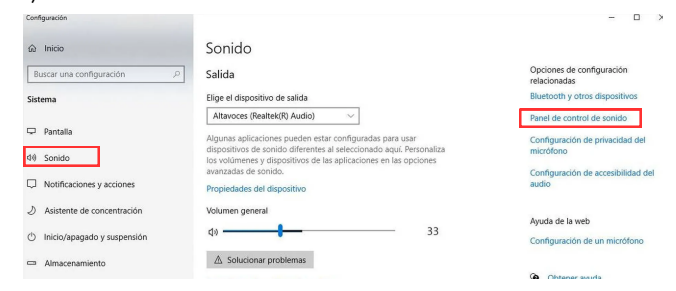 Configuración
Inicio
Buscar una configuración
Sistema
Pantalla
Sonido
Notificaciones y acciones
Asistente de concentración
Inicio/apagado y suspensión
Almacenamiento
Sonido
Salida
Elige el dispositivo de salida
Altavoces (Realtek(R) Audio)
Algunas aplicaciones pueden estar configuradas para usar
dispositivos de sonido diferentes al seleccionado aquí. Personaliza
los volúmenes y dispositivos de las aplicaciones en las opciones
avanzadas de sonido.
Propiedades del dispositivo
Volumen general
33
Solucionar problemas
Opciones de configuración
relacionadas
Bluetooth y otros dispositivos
Panel de control de sonido
Configuración de privacidad del
micrófono
Configuración de accesibilidad del
audio
Ayuda de la web
Configuración de un micrófono
Obtener ayuda